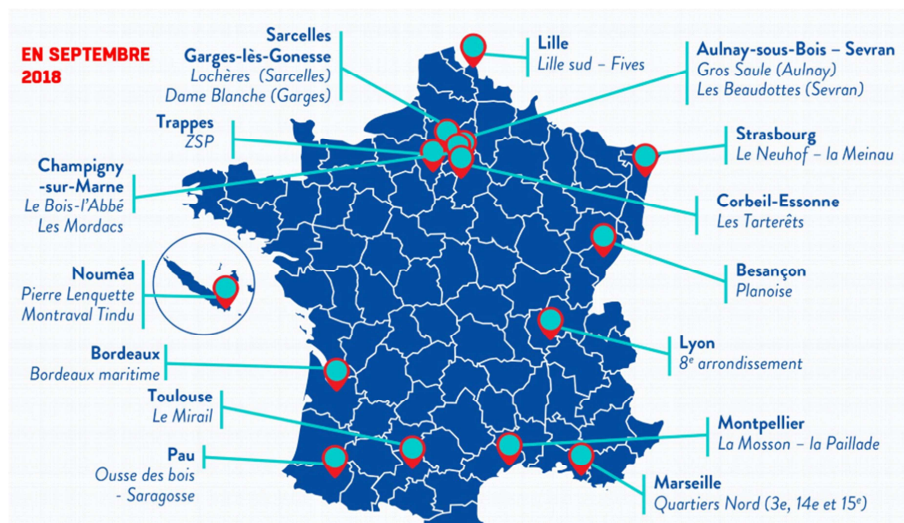 EN SEPTEMBRE
2018
Sarcelles
Garges-lès-Gonesse
Lochères (Sarcelles)
Dame Blanche (Garges)
Lille
Lille sud – Fives
Aulnay-sous-Bois – Sevran
Gros Saule (Aulnay)
Les Beaudottes (Sevran)
Trappes
ZSP
Strasbourg
Le Neuhof – la Meinau
Champigny
-sur-Marne
Le Bois-l'Abbé
Les Mordacs
Corbeil-Essonne
Les Tarterêts
Nouméa
Pierre Lenquette
Montraval Tindu
Besançon
Planoise
Bordeaux
Bordeaux maritime
Lyon
8e arrondissement
Toulouse
Le Mirail
Montpellier
La Mosson – la Paillade
Pau
Ousse des bois
- Saragosse
Marseille
Quartiers Nord (3e, 14e et 15e)